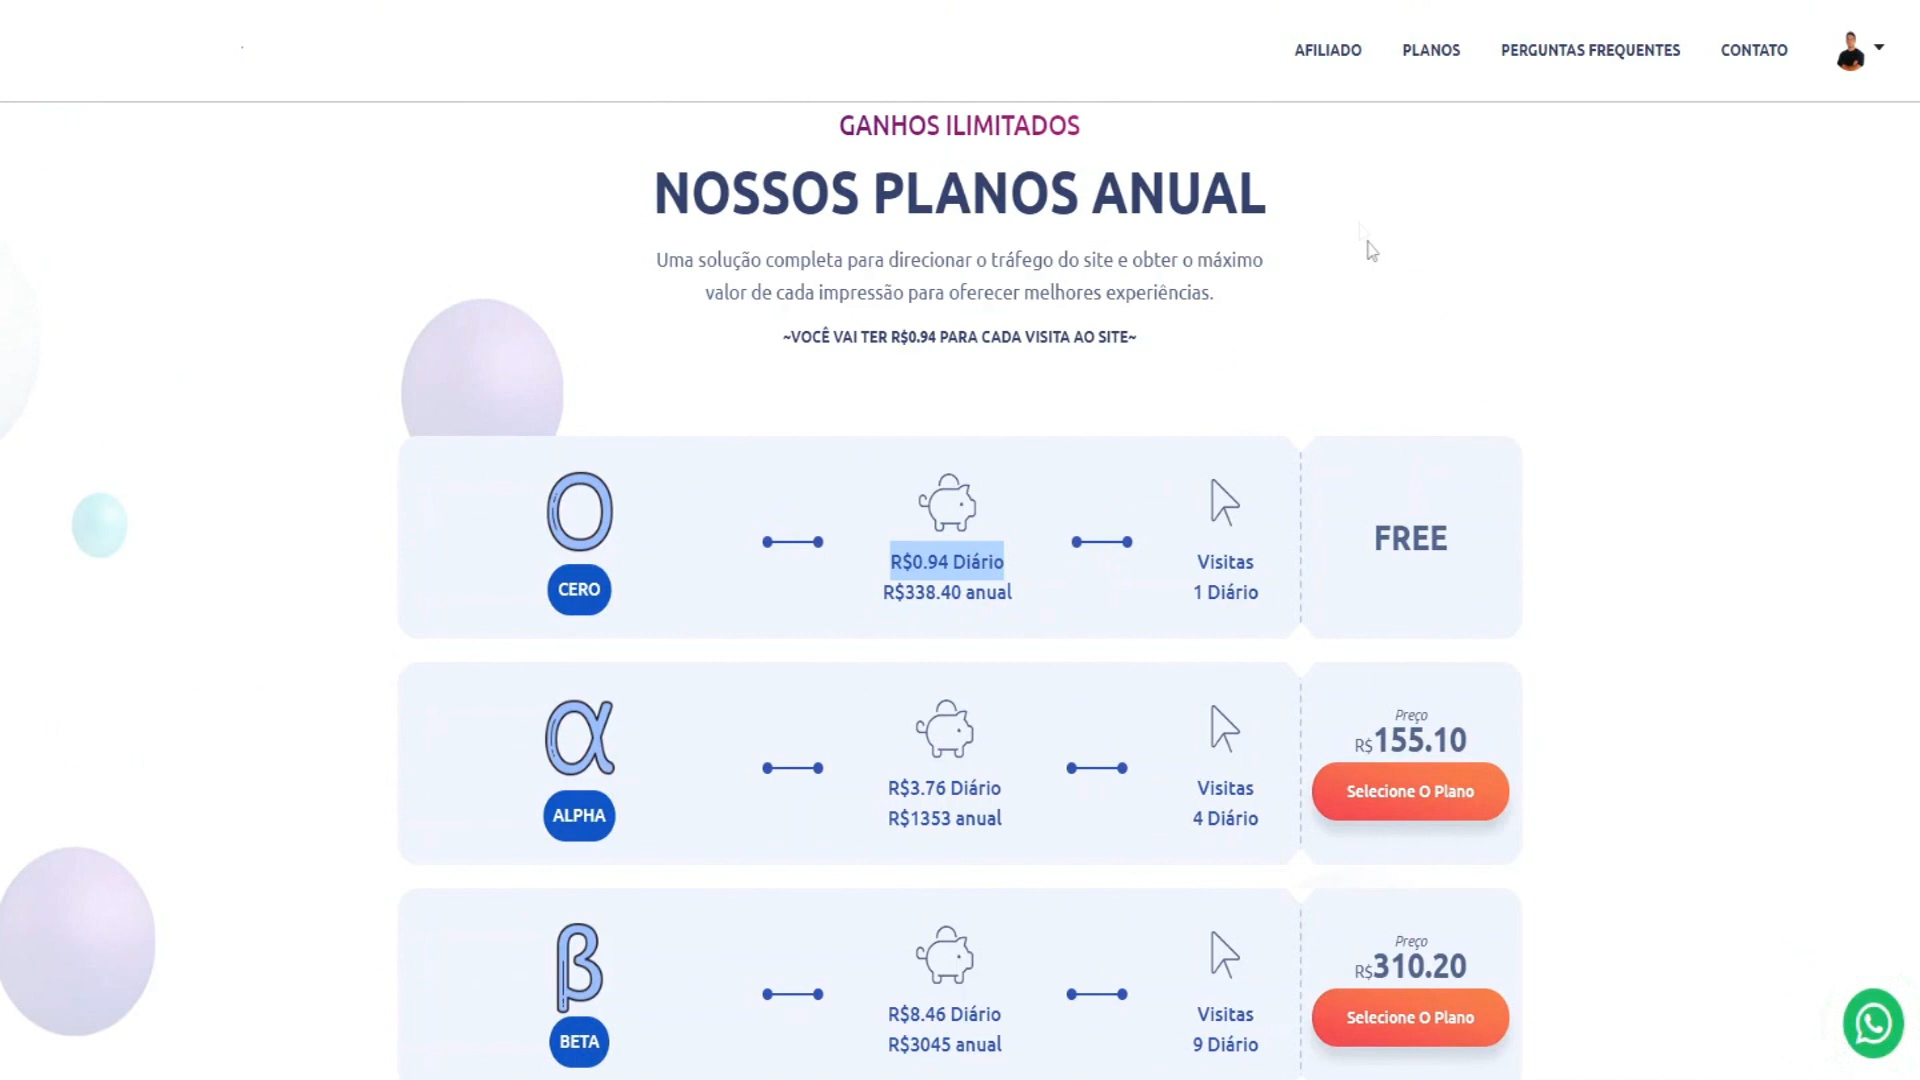 AFILIADO PLANOS PERGUNTAS FREQUENTES CONTATO
GANHOS ILIMITADOS
NOSSOS PLANOS ANUAL
Uma solução completa para direcionar o tráfego do site e obter o máximo
valor de cada impressão para oferecer melhores experiências.
~VOCÊ VAI TER R$0.94 PARA CADA VISITA AO SITE~
O
CERO
R$0.94 Diário
R$338.40 anual
Visitas
1 Diário
FREE
α
ALPHA
R$3.76 Diário
R$1353 anual
Visitas
4 Diário
Preço
R$155.10
Selecione O Plano
β
BETA
R$8.46 Diário
R$3045 anual
Visitas
9 Diário
Preço
R$310.20
Selecione O Plano